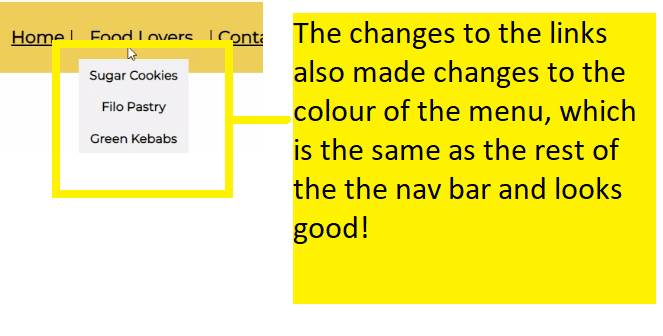 Home | Food Lovers | Conta
Sugar Cookies
Filo Pastry
Green Kebabs
The changes to the links
also made changes to the
colour of the menu, which
is the same as the rest of
the the nav bar and looks
good!